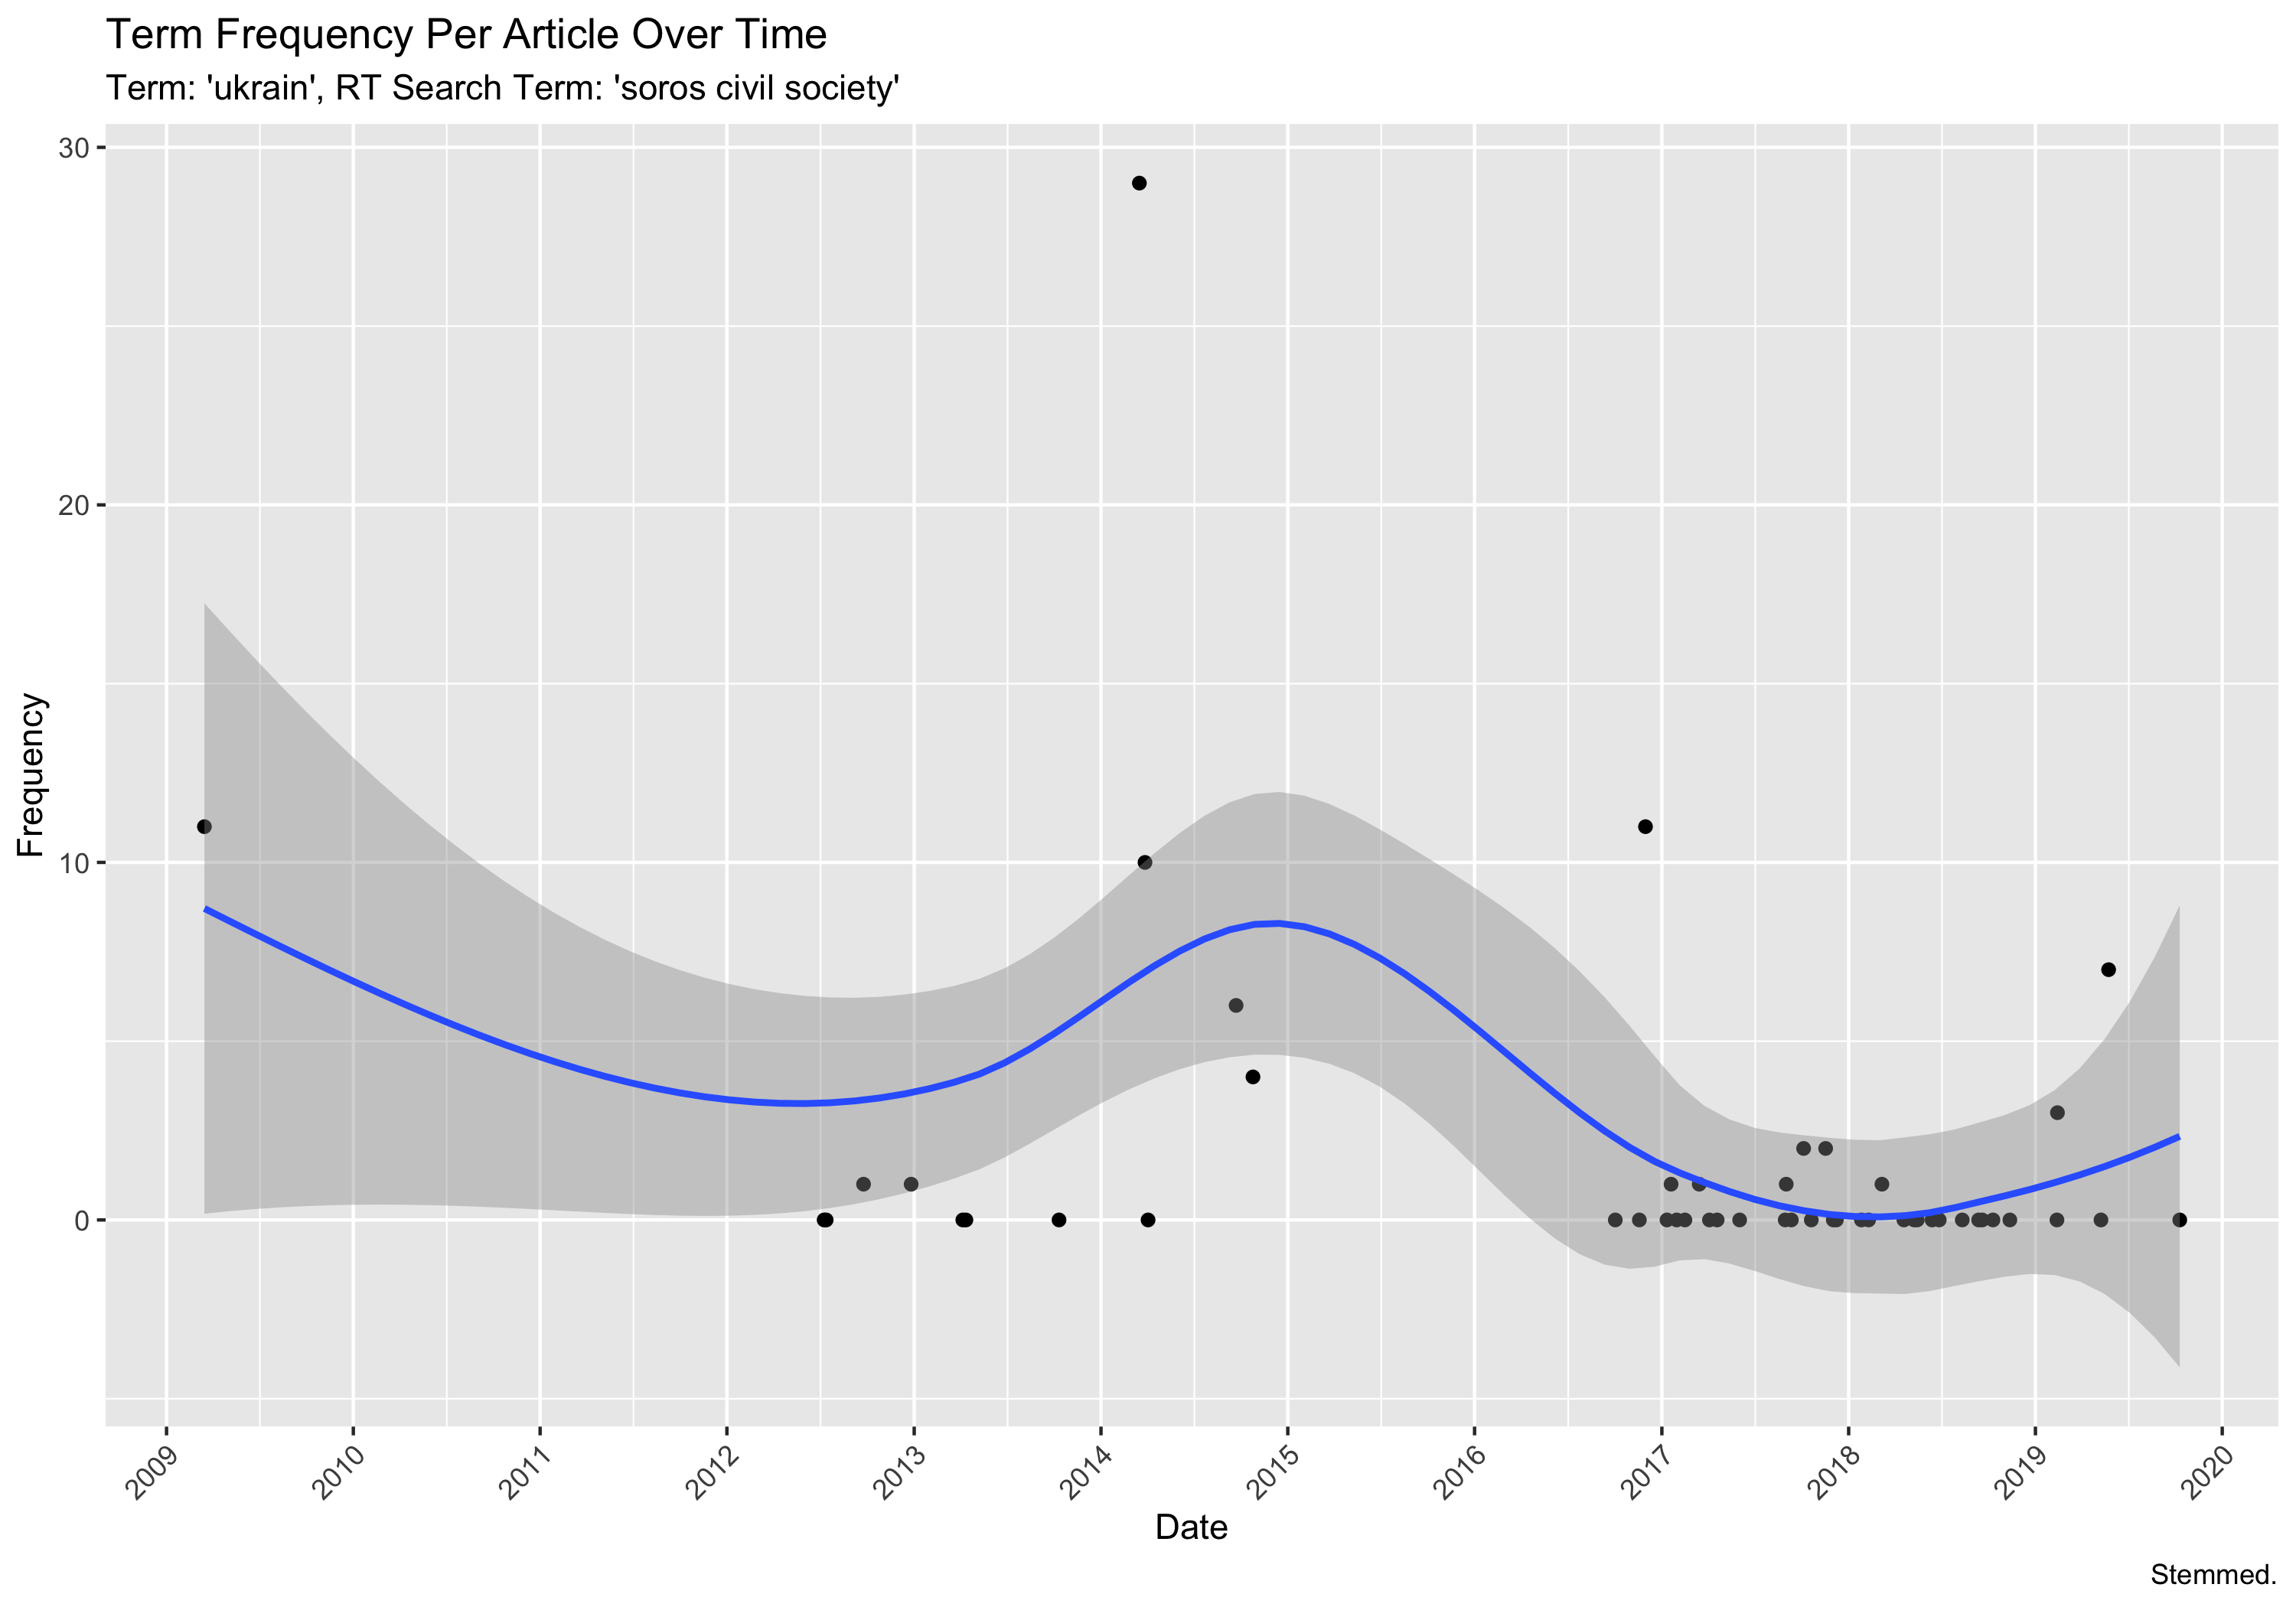 Term Frequency Per Article Over Time
Term: 'ukrain', RT Search Term: 'soros civil society'
30
20
10
0
Frequency
2009 2010 2011 2012 2013 2014 2015 2016 2017 2018 2019 2020
Date
Stemmed.